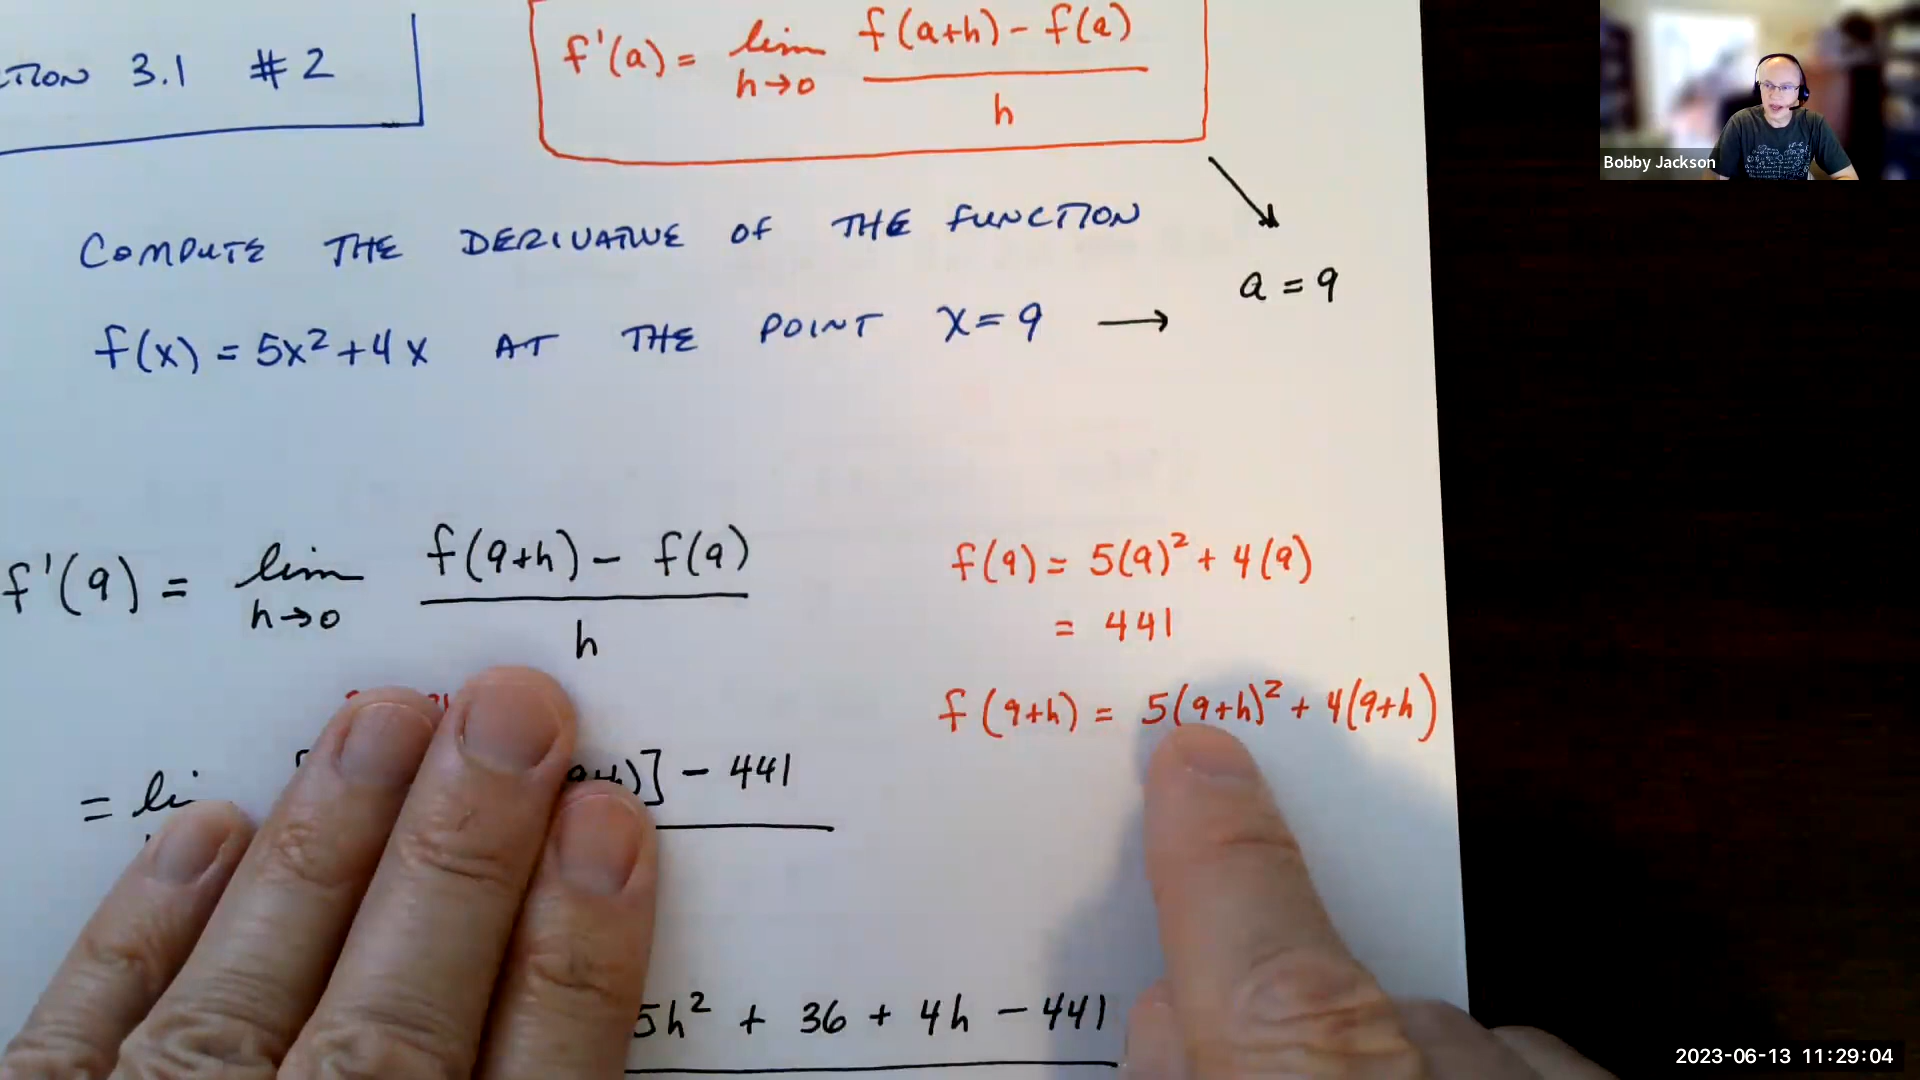 3.1 #2
f'(a) = lim h→0 f(a+h) - f(a) / h
COMPUTE THE DERIVATIVE OF THE FUNCTION
f(x) = 5x² + 4x AT THE POINT x = 9 →
a = 9
f'(9) = lim h→0 f(9+h) - f(9) / h
f(9) = 5(9)² + 4(9)
= 441
f(9+h) = 5(9+h)² + 4(9+h)
] - 441
5h² + 36 + 4h - 441
Bobby Jackson
2023-06-13 11:29:04